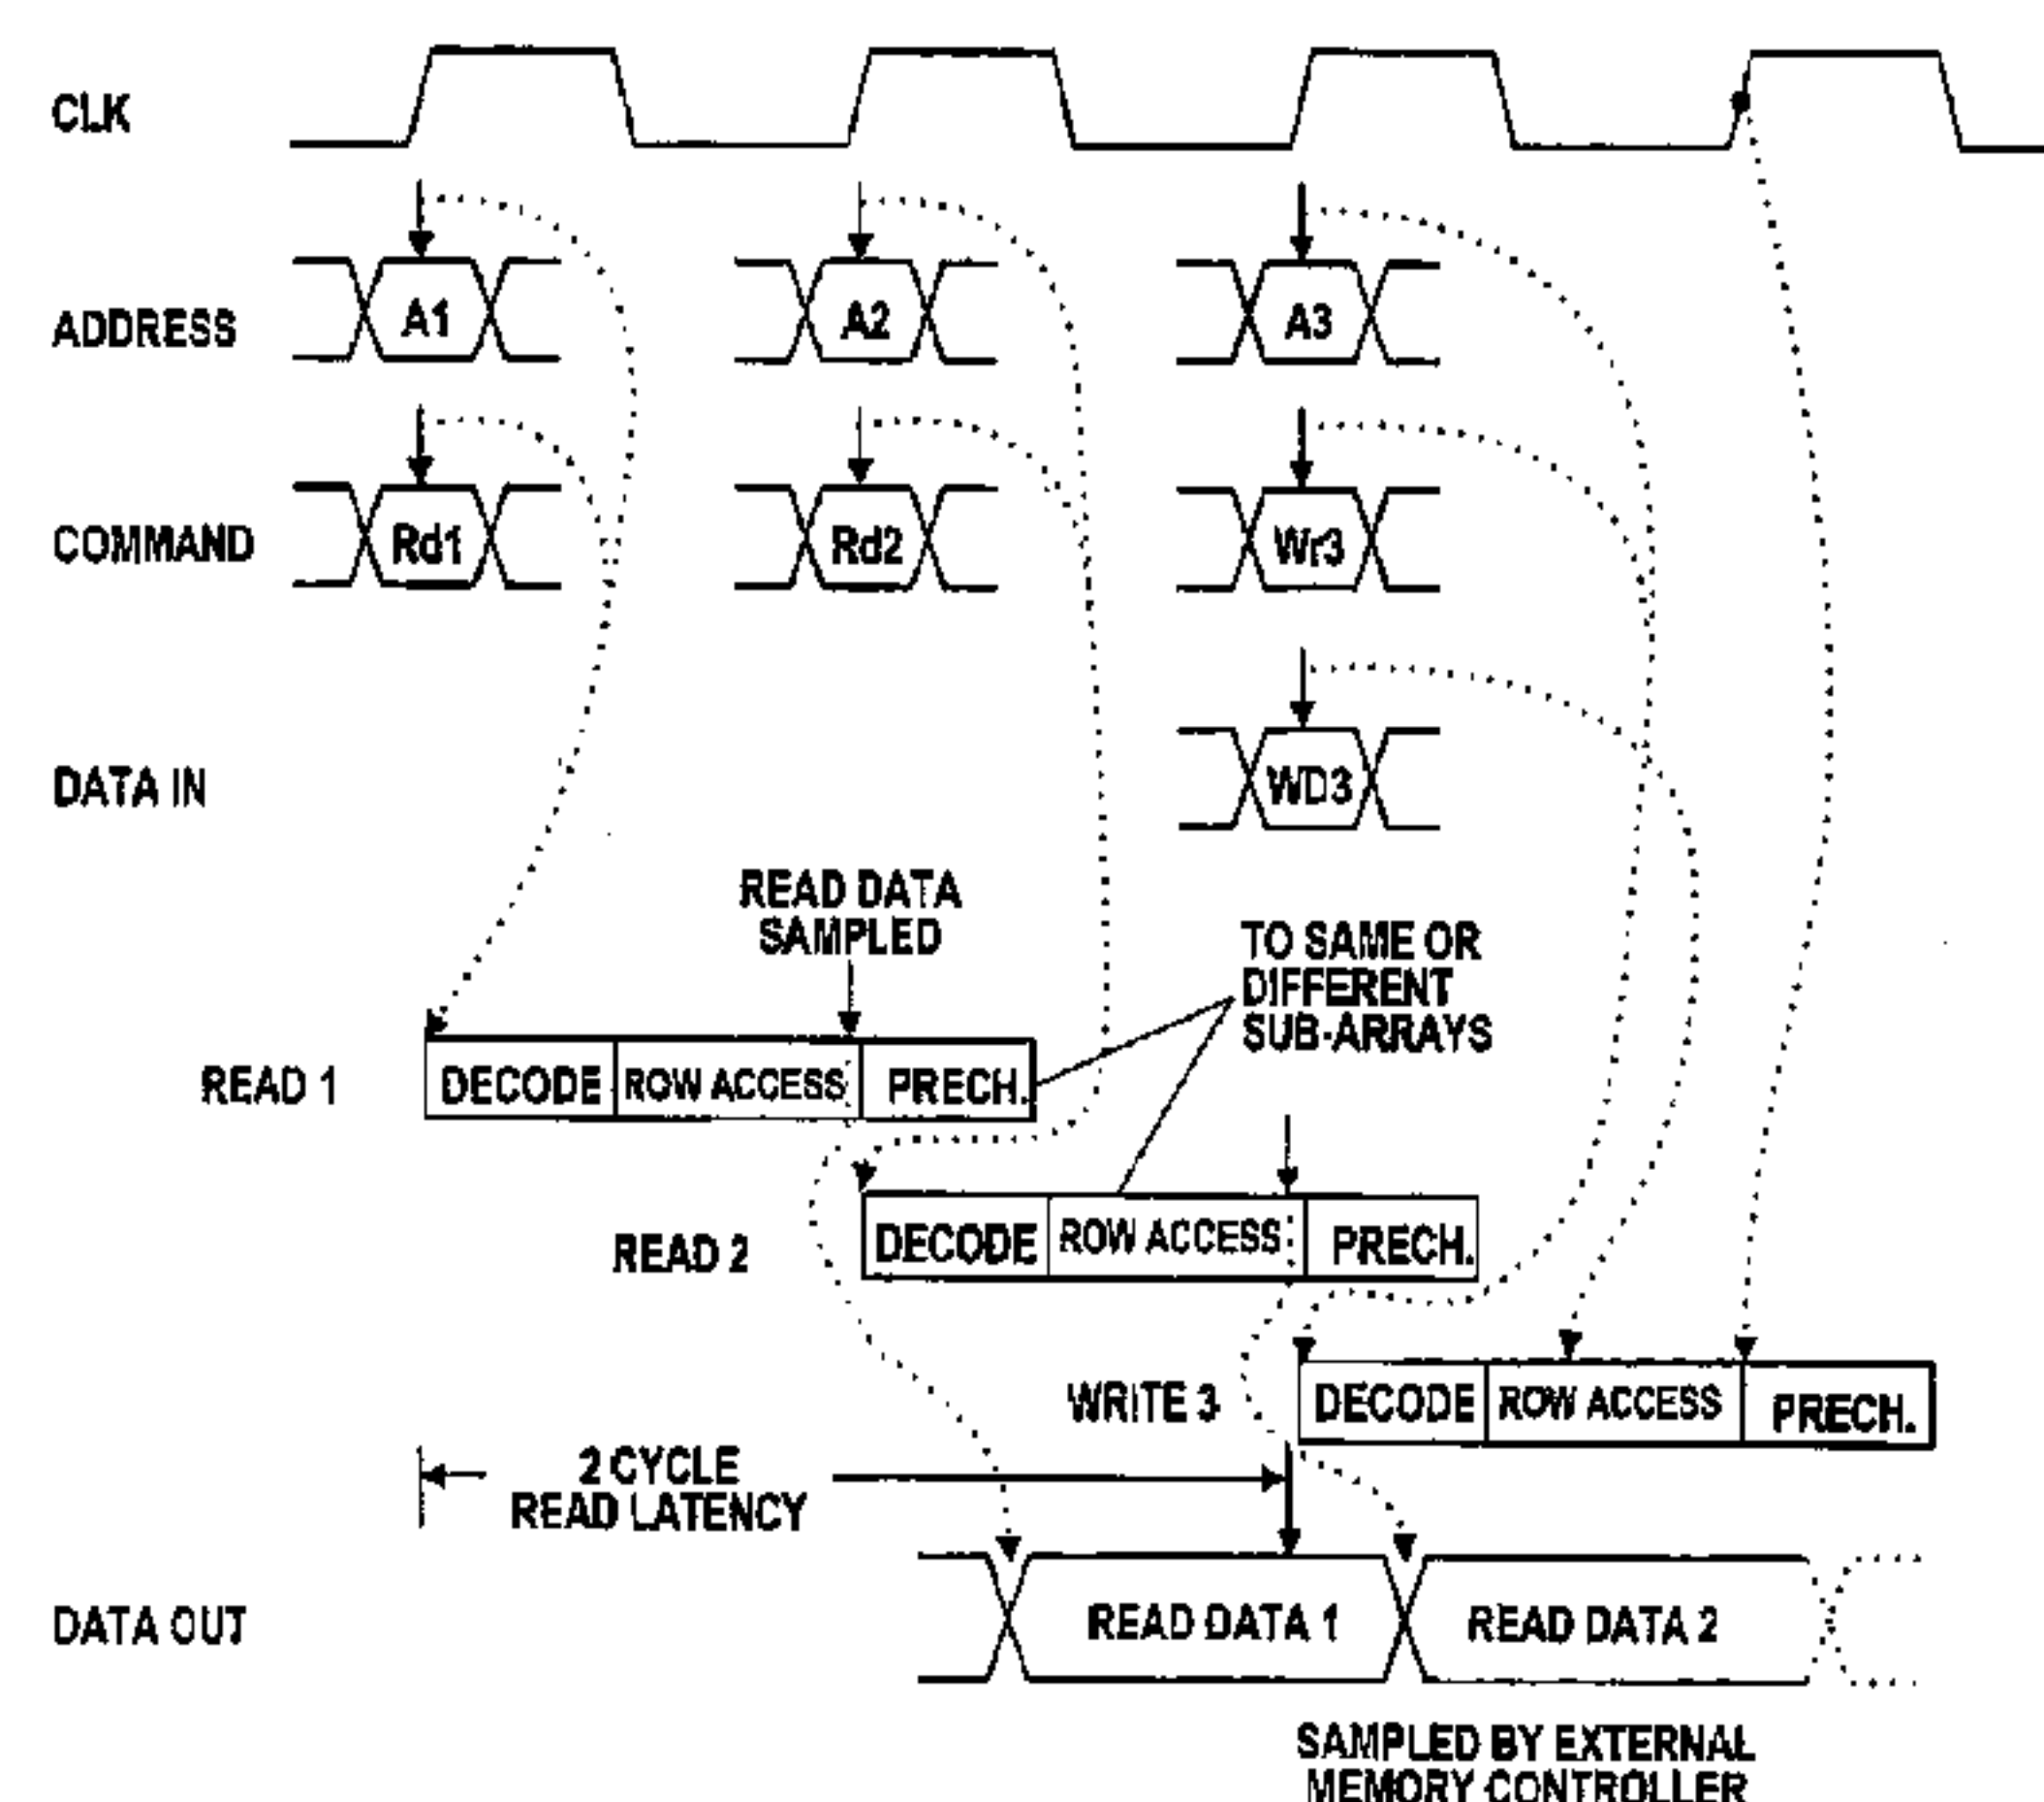 CLK
ADDRESS
A1
A2
A3
COMMAND
Rd1
Rd2
Wr3
DATA IN
WD3
READ DATA
SAMPLED
TO SAME OR
DIFFERENT
SUB-ARRAYS
READ 1
DECODE
ROW ACCESS
PRECH.
READ 2
DECODE
ROW ACCESS
PRECH.
WRITE 3
DECODE
ROW ACCESS
PRECH.
2 CYCLE
READ LATENCY
DATA OUT
READ DATA 1
READ DATA 2
SAMPLED BY EXTERNAL
MEMORY CONTROLLER